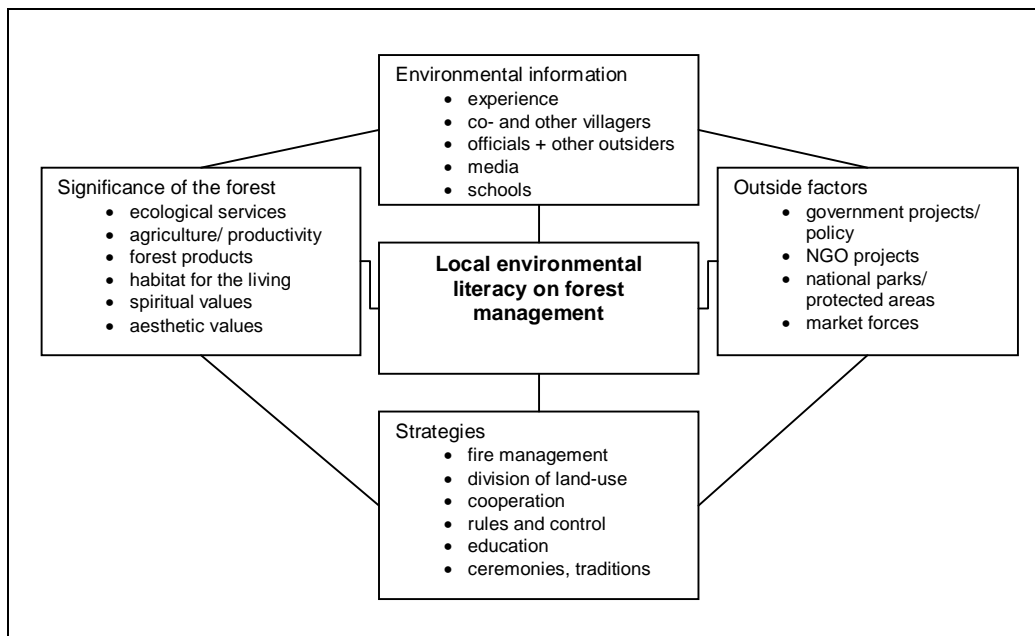 Environmental information
• experience
• co- and other villagers
• officials + other outsiders
• media
• schools
Significance of the forest
• ecological services
• agriculture/ productivity
• forest products
• habitat for the living
• spiritual values
• aesthetic values
Local environmental
literacy on forest
management
Outside factors
• government projects/
policy
• NGO projects
• national parks/
protected areas
• market forces
Strategies
• fire management
• division of land-use
• cooperation
• rules and control
• education
• ceremonies, traditions